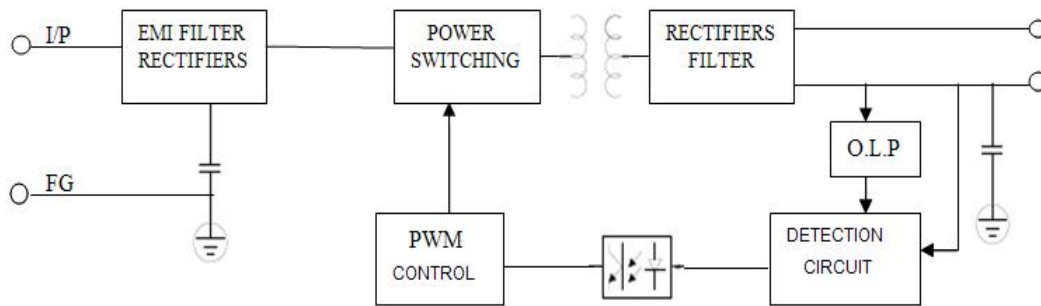 I/P
EMI FILTER
RECTIFIERS
POWER
SWITCHING
RECTIFIERS
FILTER
O.L.P
FG
PWM
CONTROL
DETECTION
CIRCUIT